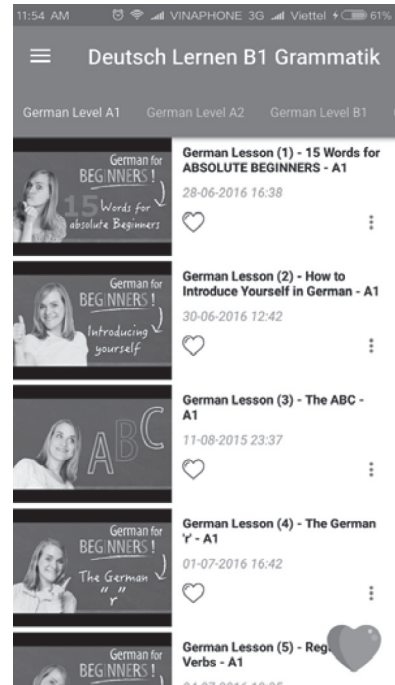 11:54 AM VINAPHONE 3G Viettel 61%
Deutsch Lernen B1 Grammatik
German Level A1 German Level A2 German Level B1
German for
BEGINNERS!
15 Words for
absolute Beginners
German Lesson (1) - 15 Words for
ABSOLUTE BEGINNERS - A1
28-06-2016 16:38
German for
BEGINNERS!
Introducing
yourself
German Lesson (2) - How to
Introduce Yourself in German - A1
30-06-2016 12:42
ABC
German Lesson (3) - The ABC -
A1
11-08-2015 23:37
German for
BEGINNERS!
The German
"r"
German Lesson (4) - The German
'r' - A1
01-07-2016 16:42
German for
BEGINNERS!
German Lesson (5) - Reg
Verbs - A1